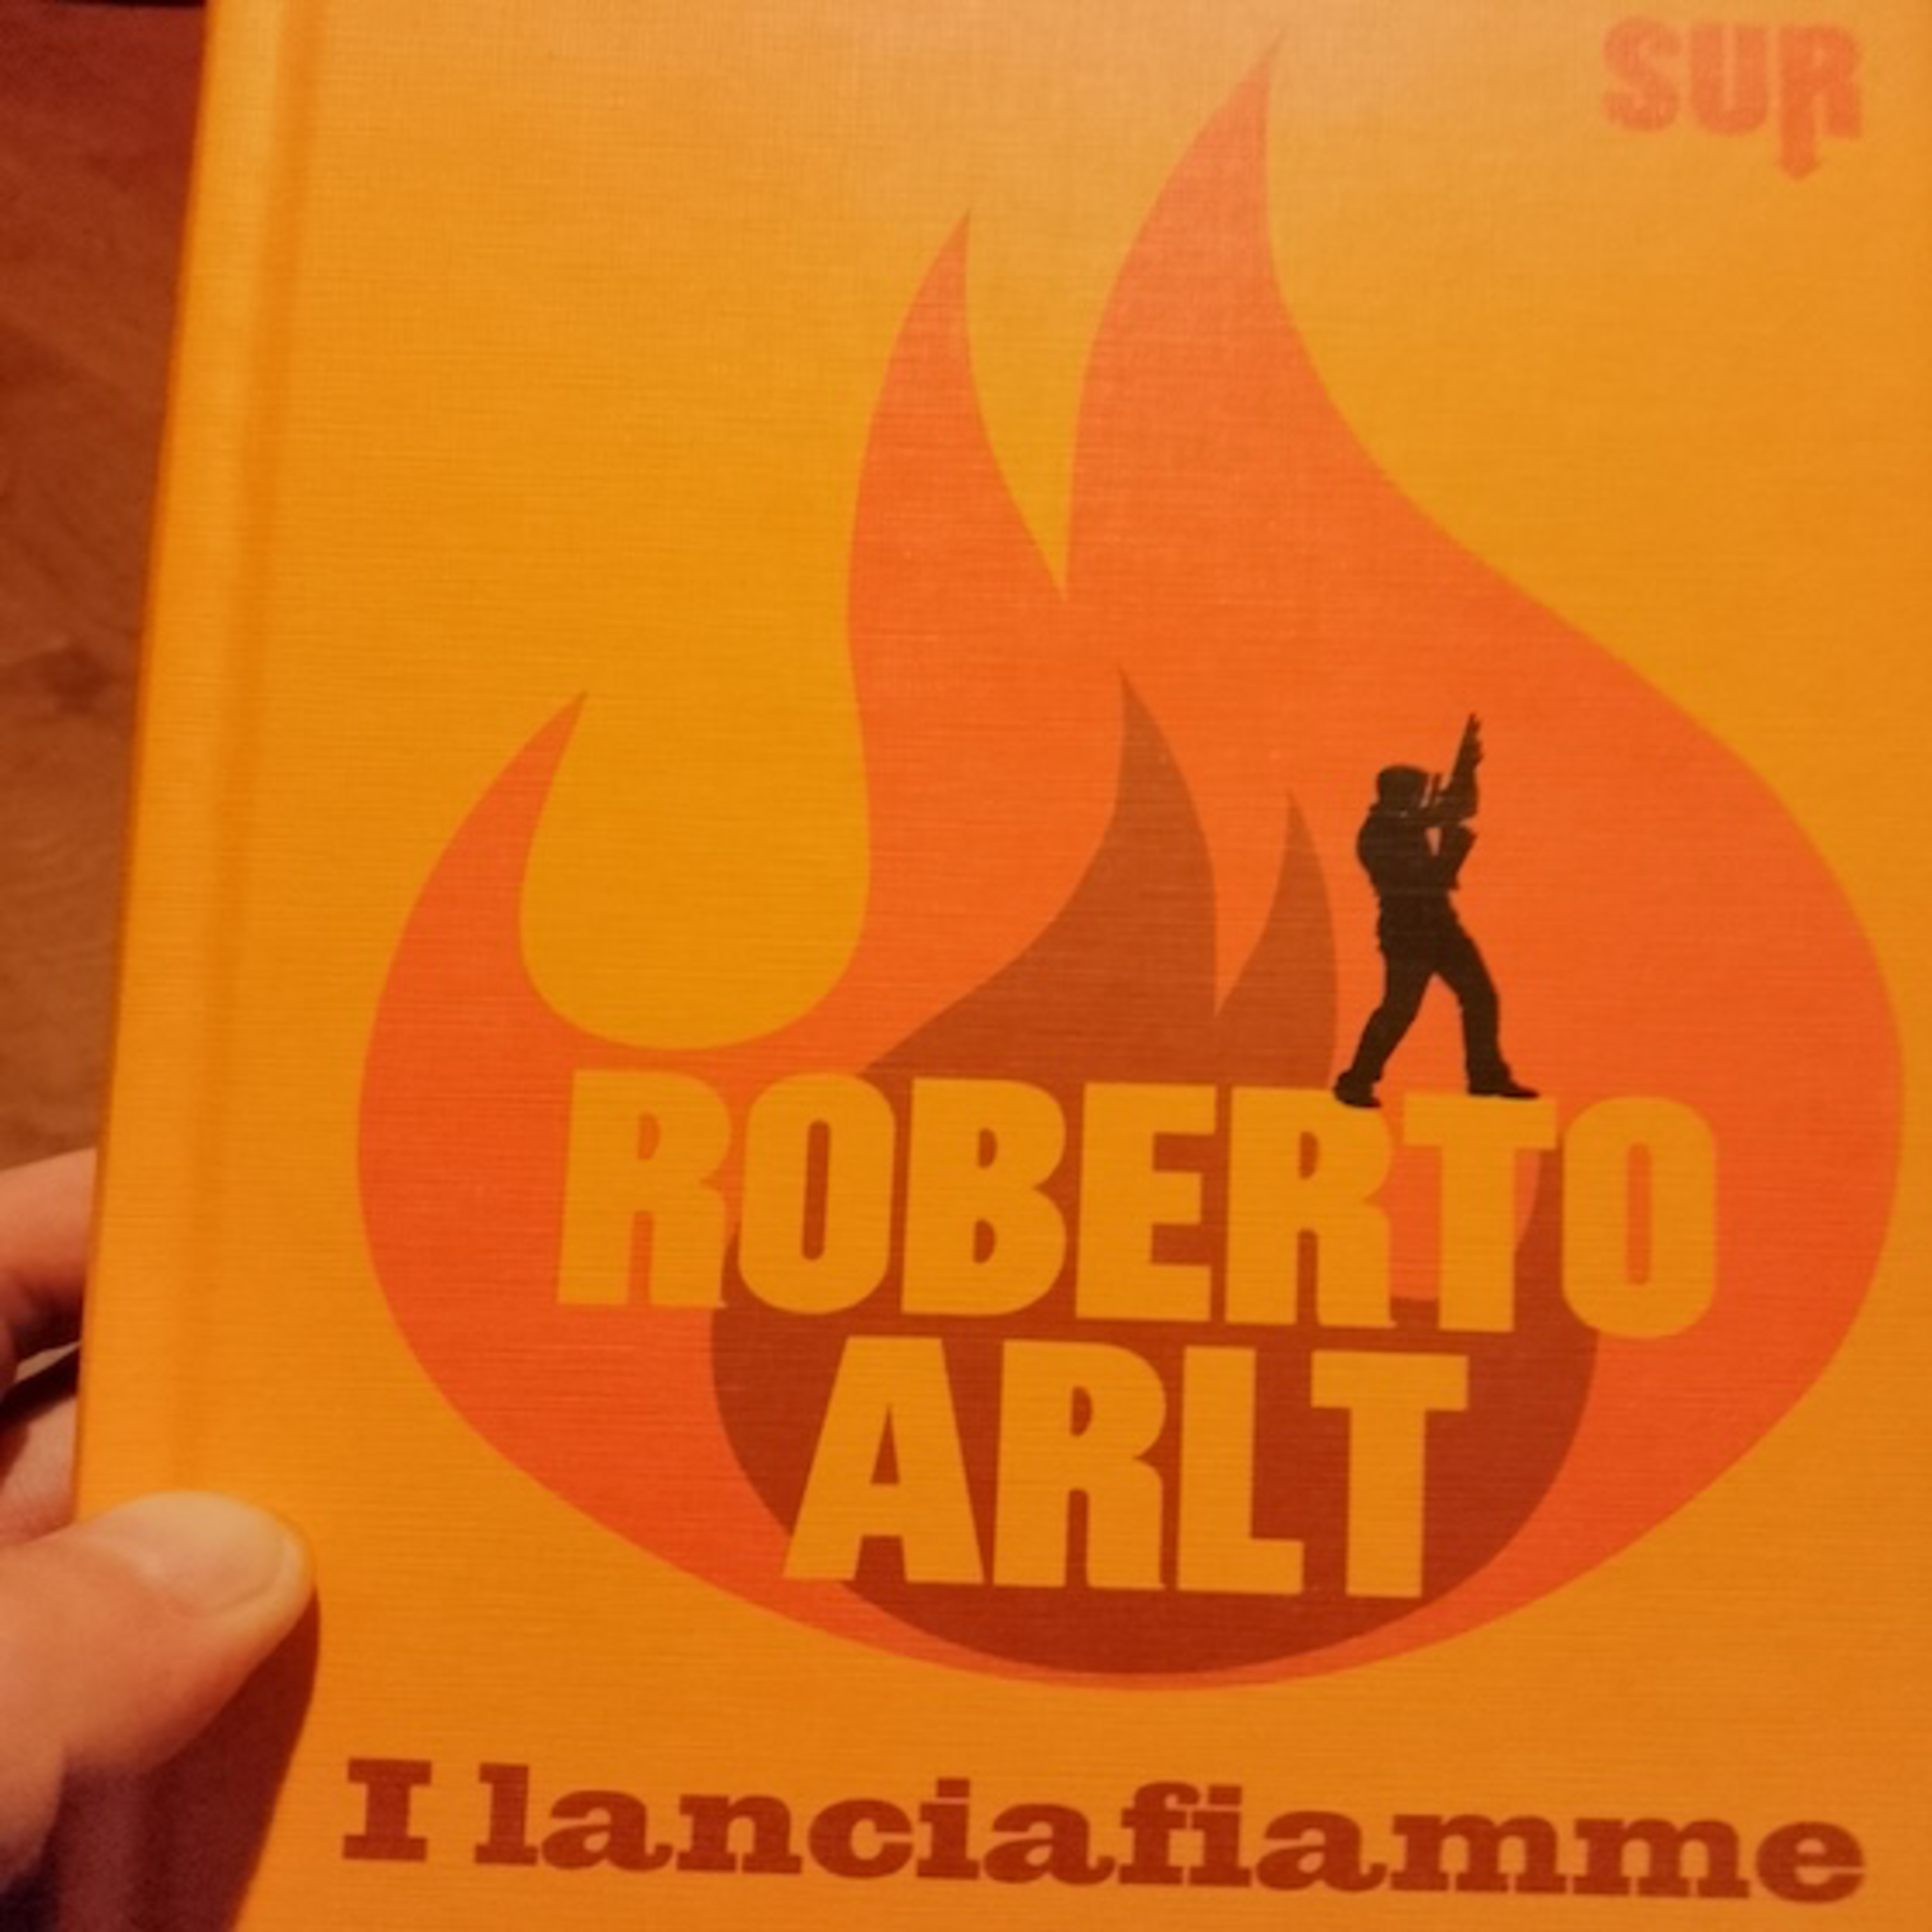 SUR
ROBERTO
ARLT
I lanciafiamme